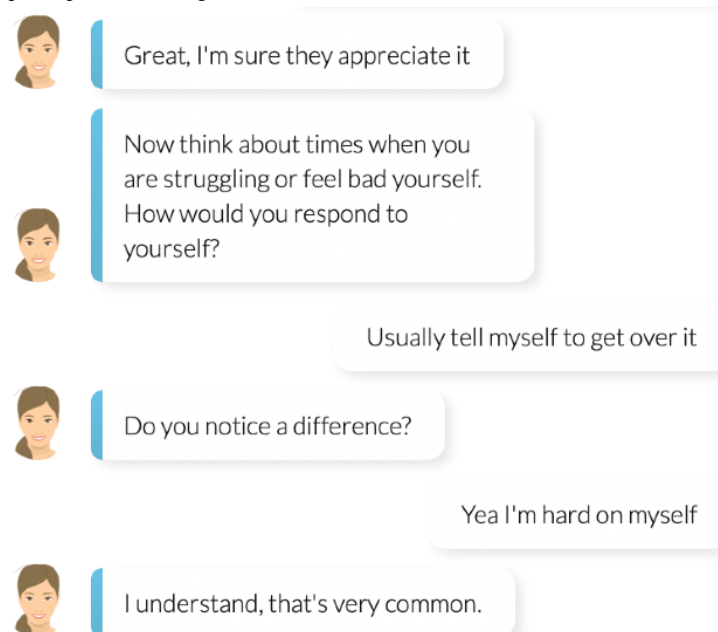 Great, I'm sure they appreciate it
Now think about times when you
are struggling or feel bad yourself.
How would you respond to
yourself?
Usually tell myself to get over it
Do you notice a difference?
Yea I'm hard on myself
I understand, that's very common.